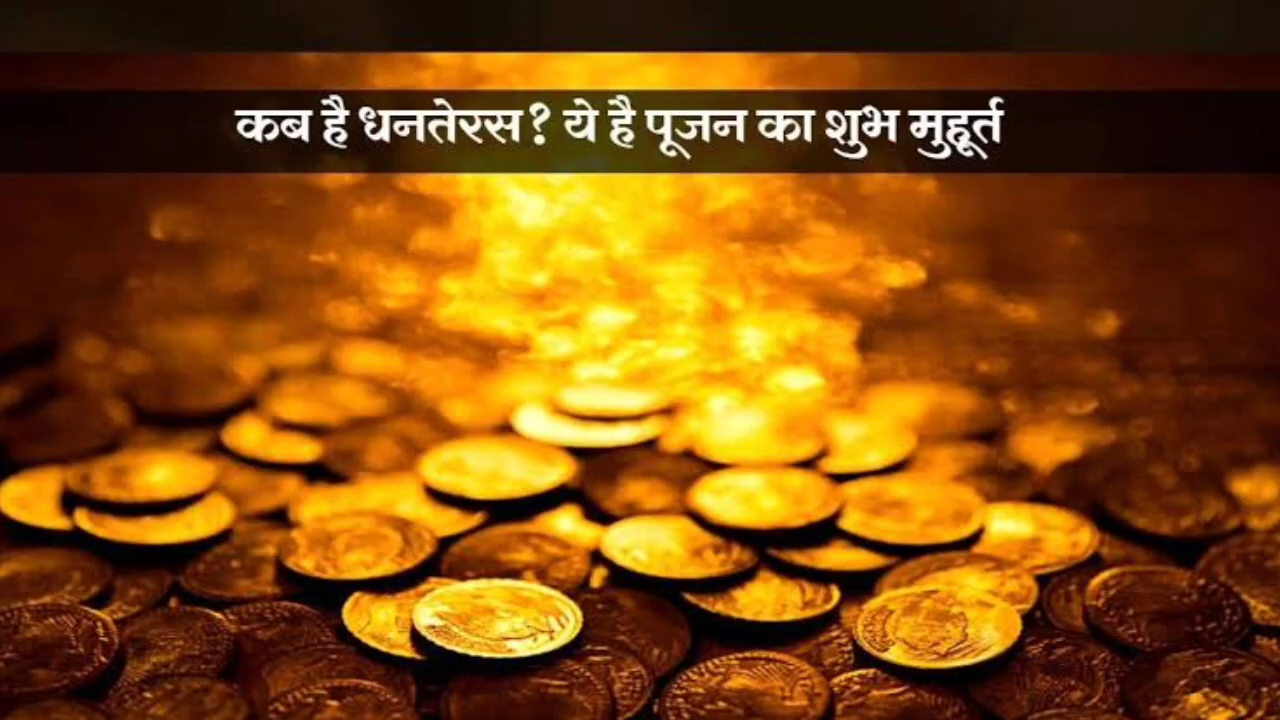 कब है धनतेरस? ये है पूजन का शुभ मुहूर्त